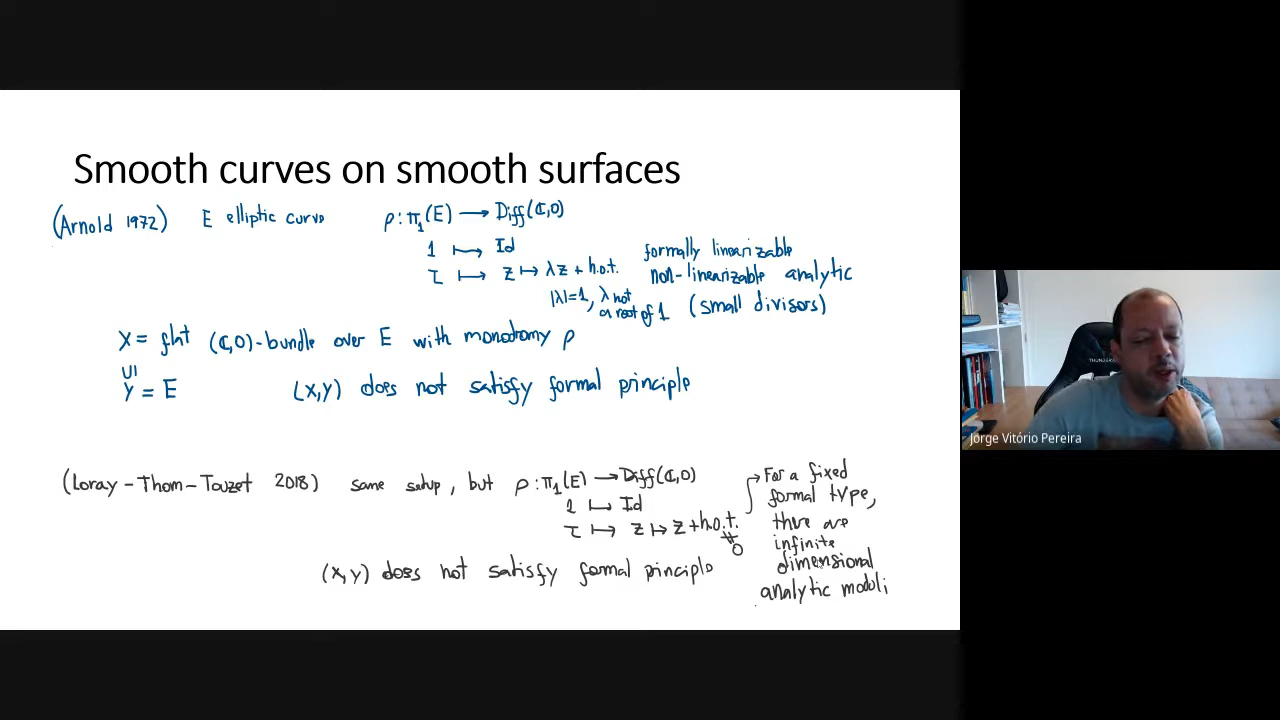 Smooth curves on smooth surfaces
(Arnold 1972) E elliptic curve ρ: π₁(E) → Diff(ℂ,0)
1 ↦ Id formally linearizable
τ ↦ z ↦ λz + h.o.t. non-linearizable analytic
|λ|=1, λ not a root of 1 (small divisors)
X = flat (ℂ,0)-bundle over E with monodromy ρ
∪I
Y = E (X,Y) does not satisfy formal principle
(Loray-Thom-Touzet 2018) same setup, but ρ: π₁(E) → Diff(ℂ,0)
1 ↦ Id
τ ↦ z ↦ z + h.o.t.
≠
0
(X,Y) does not satisfy formal principle
→ For a fixed
formal type,
there are
infinite
dimensional
analytic moduli
THUNDER
Jorge Vitório Pereira